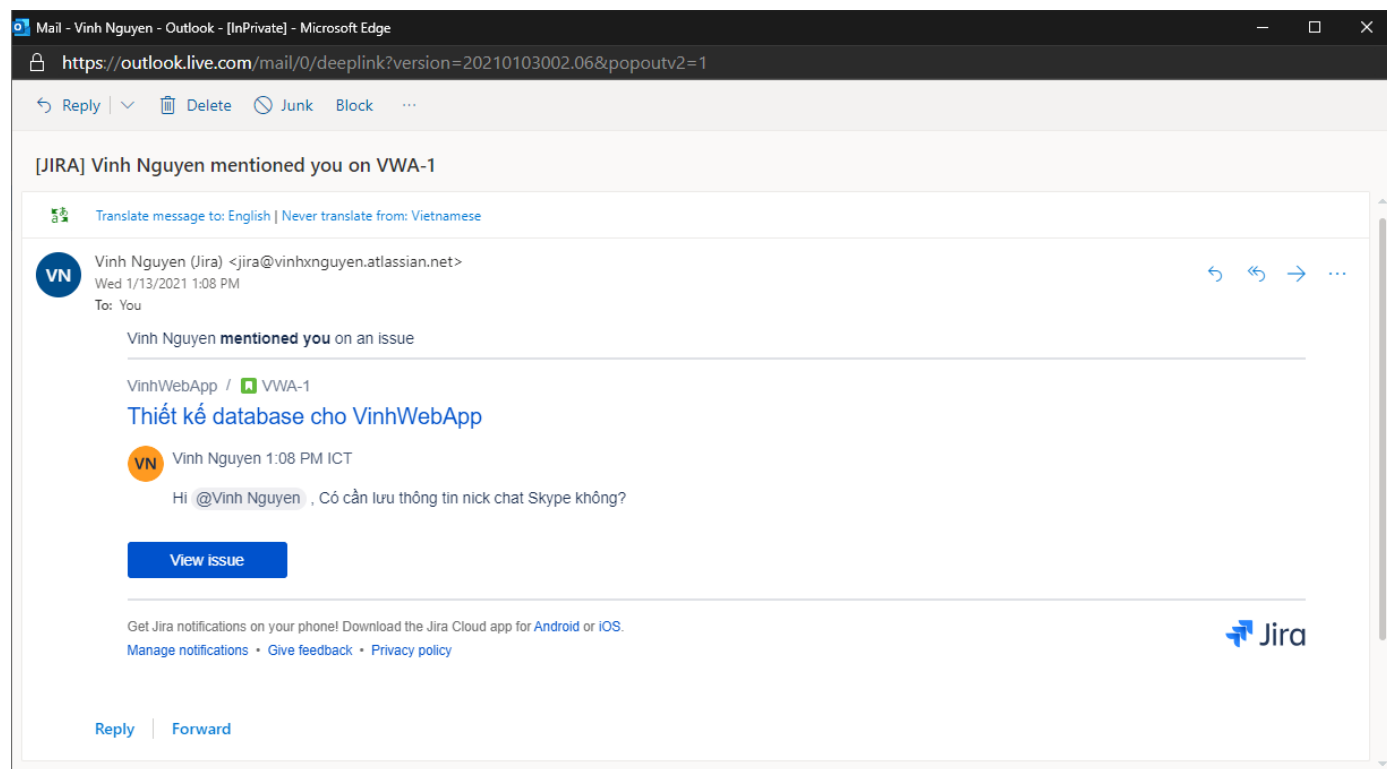 Mail - Vinh Nguyen - Outlook - [InPrivate] - Microsoft Edge
https://outlook.live.com/mail/0/deeplink?version=20210103002.06&popoutv2=1
Reply Delete Junk Block ...
[JIRA] Vinh Nguyen mentioned you on VWA-1
Translate message to: English | Never translate from: Vietnamese
VN
Vinh Nguyen (Jira) <jira@vinhxnguyen.atlassian.net>
Wed 1/13/2021 1:08 PM
To: You
Vinh Nguyen mentioned you on an issue
VinhWebApp / VWA-1
Thiết kế database cho VinhWebApp
VN
Vinh Nguyen 1:08 PM ICT
Hi @Vinh Nguyen , Có cần lưu thông tin nick chat Skype không?
View issue
Get Jira notifications on your phone! Download the Jira Cloud app for Android or iOS.
Manage notifications • Give feedback • Privacy policy
Jira
Reply Forward